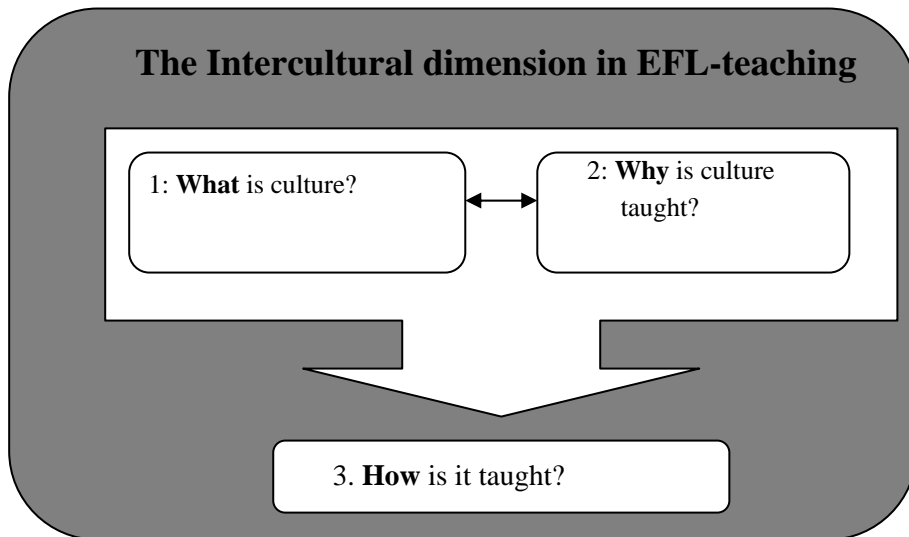 The Intercultural dimension in EFL-teaching
1: What is culture?
2: Why is culture
taught?
3. How is it taught?